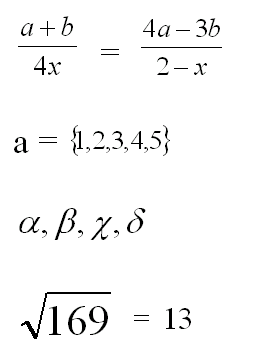 (a + b)/(4x) = (4a − 3b)/(2 − x)
a = {1,2,3,4,5}
α, β, χ, δ
√169 = 13